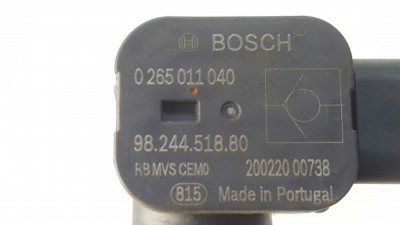 BOSCH
0 265 011 040
98.244.518.80
RB MVS CEM0 200220 00738
815 Made in Portugal